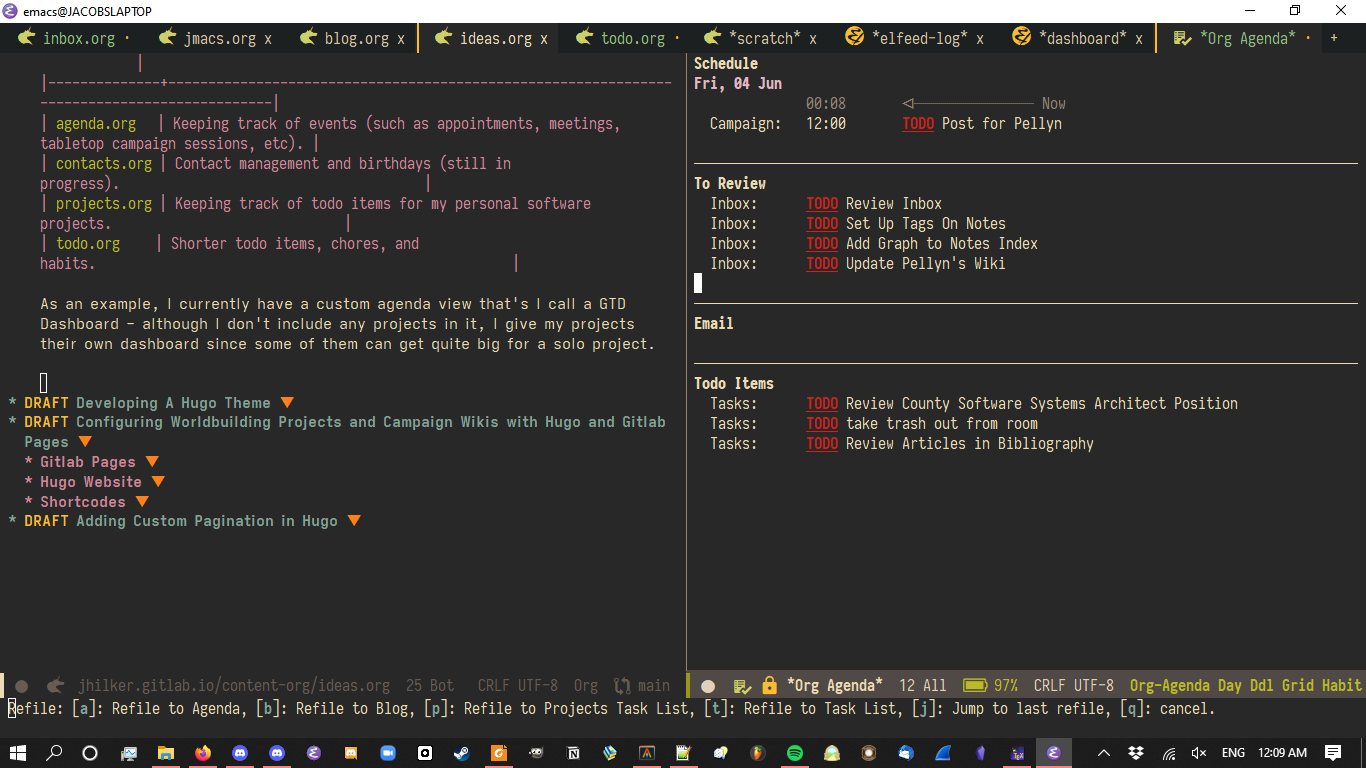 emacs@JACOBSLAPTOP
inbox.org · jmacs.org x blog.org x ideas.org x todo.org · *scratch* x *elfeed-log* x *dashboard* x *Org Agenda* · +
|
|--------------+---------------------------------------------------------------
-----------------------------|
| agenda.org | Keeping track of events (such as appointments, meetings,
tabletop campaign sessions, etc). |
| contacts.org | Contact management and birthdays (still in
progress). |
| projects.org | Keeping track of todo items for my personal software
projects. |
| todo.org | Shorter todo items, chores, and
habits. |
As an example, I currently have a custom agenda view that's I call a GTD
Dashboard - although I don't include any projects in it, I give my projects
their own dashboard since some of them can get quite big for a solo project.
* DRAFT Developing A Hugo Theme ▼
* DRAFT Configuring Worldbuilding Projects and Campaign Wikis with Hugo and Gitlab
Pages ▼
* Gitlab Pages ▼
* Hugo Website ▼
* Shortcodes ▼
* DRAFT Adding Custom Pagination in Hugo ▼
jhilker.gitlab.io/content-org/ideas.org 25 Bot CRLF UTF-8 Org main
Schedule
Fri, 04 Jun
00:08 Now
Campaign: 12:00 TODO Post for Pellyn
To Review
Inbox: TODO Review Inbox
Inbox: TODO Set Up Tags On Notes
Inbox: TODO Add Graph to Notes Index
Inbox: TODO Update Pellyn's Wiki
Email
Todo Items
Tasks: TODO Review County Software Systems Architect Position
Tasks: TODO take trash out from room
Tasks: TODO Review Articles in Bibliography
*Org Agenda* 12 All 97% CRLF UTF-8 Org-Agenda Day Ddl Grid Habit
Refile: [a]: Refile to Agenda, [b]: Refile to Blog, [p]: Refile to Projects Task List, [t]: Refile to Task List, [j]: Jump to last refile, [q]: cancel.
ENG 12:09 AM